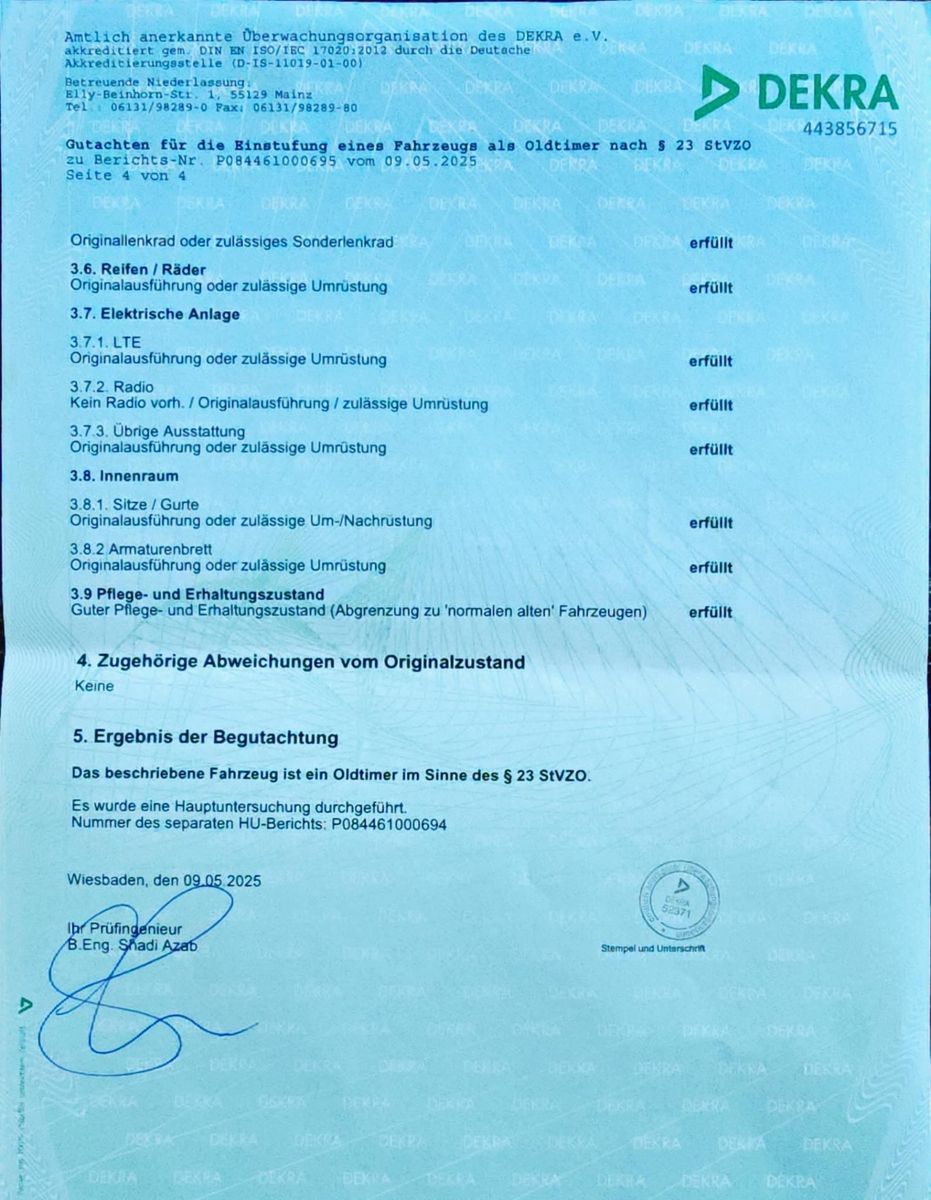 Amtlich anerkannte Überwachungsorganisation des DEKRA e.V.
akkreditiert gem. DIN EN ISO/IEC 17020:2012 durch die Deutsche
Akkreditierungsstelle (D-IS-11019-01-00)
Betreuende Niederlassung:
Elly-Beinhorn-Str. 1, 55129 Mainz
Tel.: 06131/98289-0 Fax: 06131/98289-80
DEKRA
443856715
Gutachten für die Einstufung eines Fahrzeugs als Oldtimer nach § 23 StVZO
zu Berichts-Nr. P084461000695 vom 09.05.2025
Seite 4 von 4
Originallenkrad oder zulässiges Sonderlenkrad erfüllt
3.6. Reifen / Räder
Originalausführung oder zulässige Umrüstung erfüllt
3.7. Elektrische Anlage
3.7.1. LTE
Originalausführung oder zulässige Umrüstung erfüllt
3.7.2. Radio
Kein Radio vorh. / Originalausführung / zulässige Umrüstung erfüllt
3.7.3. Übrige Ausstattung
Originalausführung oder zulässige Umrüstung erfüllt
3.8. Innenraum
3.8.1. Sitze / Gurte
Originalausführung oder zulässige Um-/Nachrüstung erfüllt
3.8.2 Armaturenbrett
Originalausführung oder zulässige Umrüstung erfüllt
3.9 Pflege- und Erhaltungszustand
Guter Pflege- und Erhaltungszustand (Abgrenzung zu 'normalen alten' Fahrzeugen) erfüllt
4. Zugehörige Abweichungen vom Originalzustand
Keine
5. Ergebnis der Begutachtung
Das beschriebene Fahrzeug ist ein Oldtimer im Sinne des § 23 StVZO.
Es wurde eine Hauptuntersuchung durchgeführt.
Nummer des separaten HU-Berichts: P084461000694
Wiesbaden, den 09.05.2025
Ihr Prüfingenieur
B.Eng. Shadi Azab
DEKRA
52371
Stempel und Unterschrift